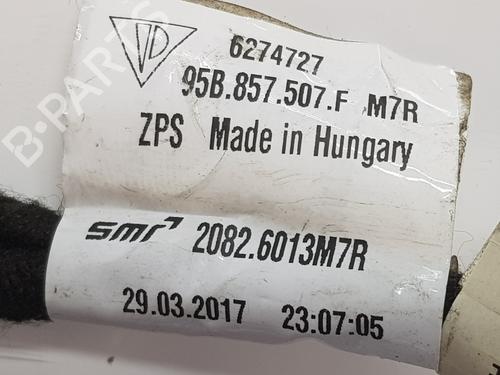 6274727
95B.857.507.F M7R
ZPS Made in Hungary
smr 2082.6013M7R
29.03.2017 23:07:05
B-PARTS